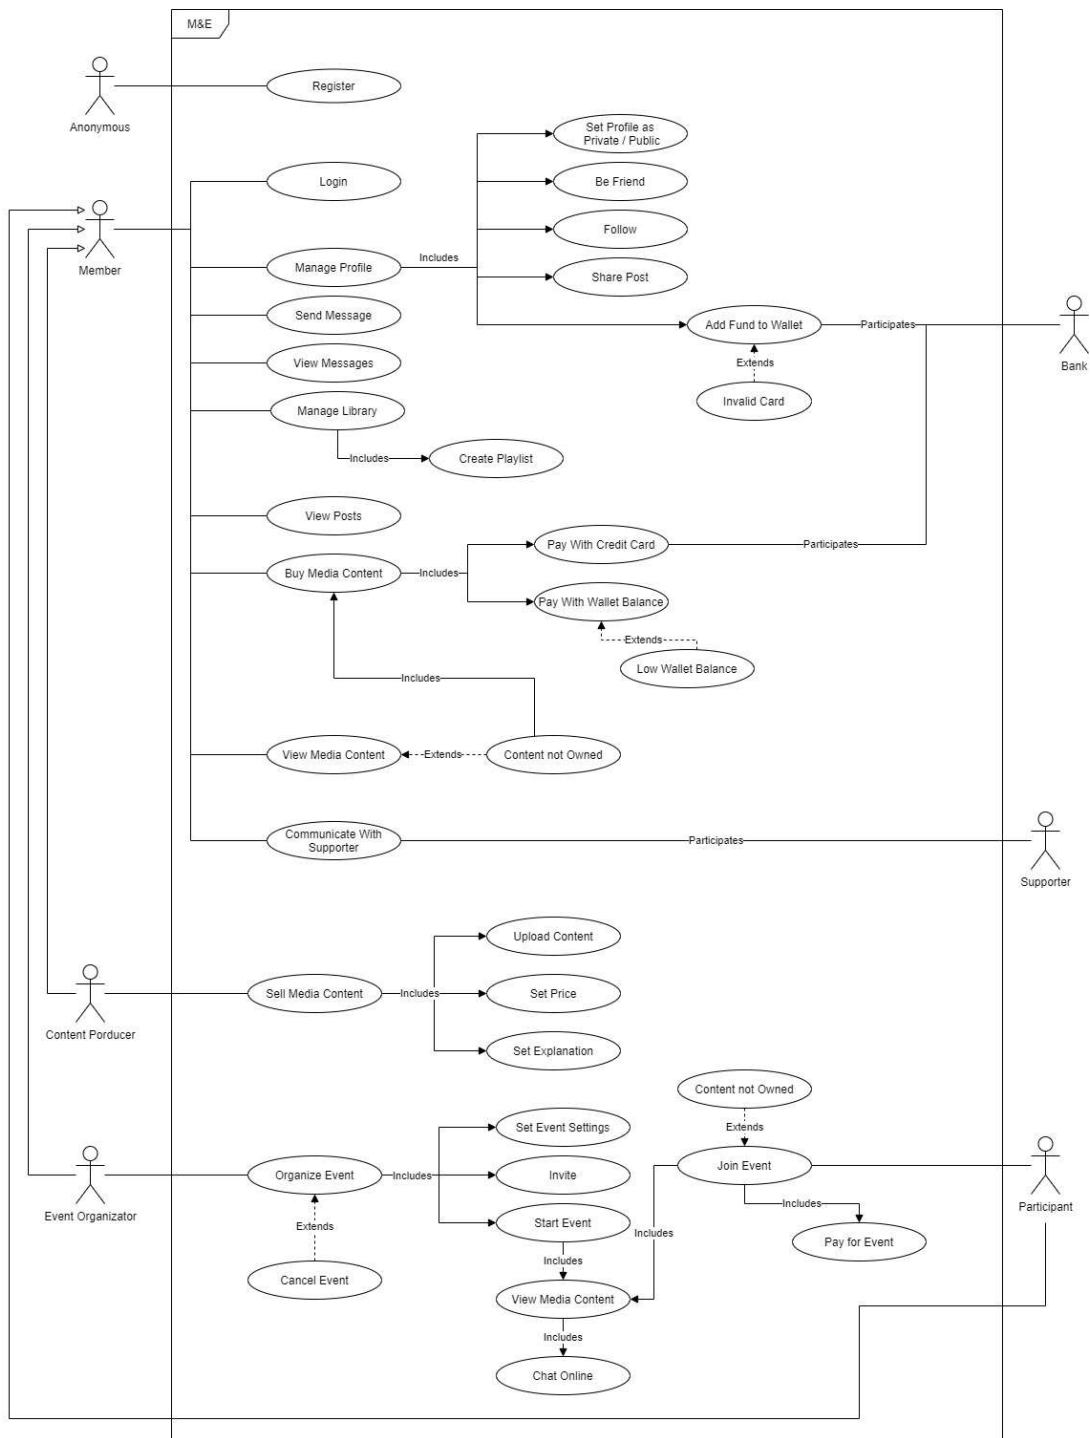 M&E
Register
Anonymous
Set Profile as
Private / Public
Login
Be Friend
Follow
Member
Includes
Manage Profile
Share Post
Send Message
Add Fund to Wallet
Participates
Bank
View Messages
Extends
Invalid Card
Manage Library
Includes
Create Playlist
View Posts
Pay With Credit Card
Participates
Buy Media Content
Includes
Pay With Wallet Balance
Extends
Low Wallet Balance
Includes
View Media Content
Extends
Content not Owned
Communicate With
Supporter
Participates
Supporter
Upload Content
Sell Media Content
Includes
Set Price
Content Porducer
Set Explanation
Content not Owned
Set Event Settings
Extends
Organize Event
Includes
Invite
Join Event
Participant
Event Organizator
Extends
Start Event
Includes
Includes
Pay for Event
Includes
Cancel Event
View Media Content
Includes
Chat Online